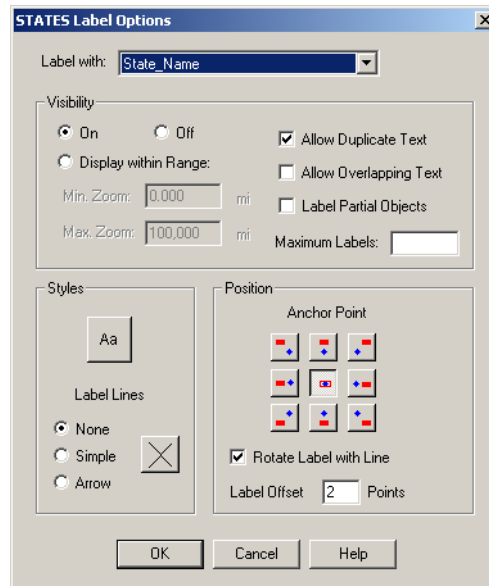 STATES Label Options
Label with: State_Name
Visibility
On Off
Display within Range:
Min. Zoom: 0.000 mi
Max. Zoom: 100,000 mi
Allow Duplicate Text
Allow Overlapping Text
Label Partial Objects
Maximum Labels:
Styles
Aa
Label Lines
None
Simple
Arrow
Position
Anchor Point
Rotate Label with Line
Label Offset 2 Points
OK Cancel Help